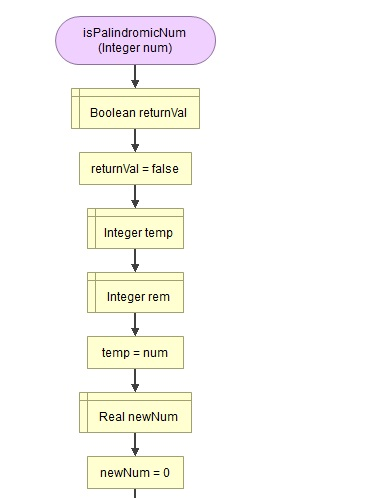 isPalindromicNum
(Integer num)
Boolean returnVal
returnVal = false
Integer temp
Integer rem
temp = num
Real newNum
newNum = 0